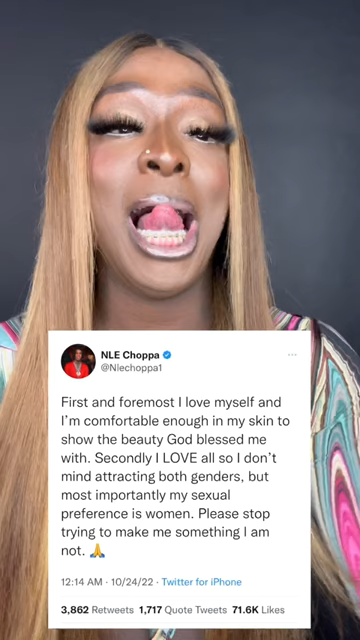 NLE Choppa
@Nlechoppa1
First and foremost I love myself and
I'm comfortable enough in my skin to
show the beauty God blessed me
with. Secondly I LOVE all so I don't
mind attracting both genders, but
most importantly my sexual
preference is women. Please stop
trying to make me something I am
not. 🙏
12:14 AM · 10/24/22 · Twitter for iPhone
3,862 Retweets 1,717 Quote Tweets 71.6K Likes